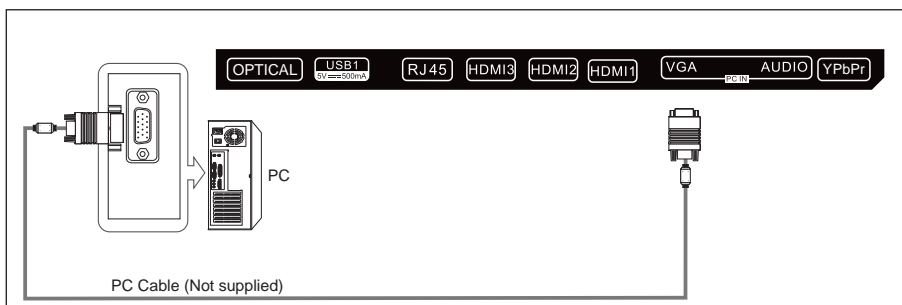 OPTICAL USB1 RJ45 HDMI3 HDMI2 HDMI1 VGA AUDIO YPbPr
5V⎓500mA PC IN
PC
PC Cable (Not supplied)